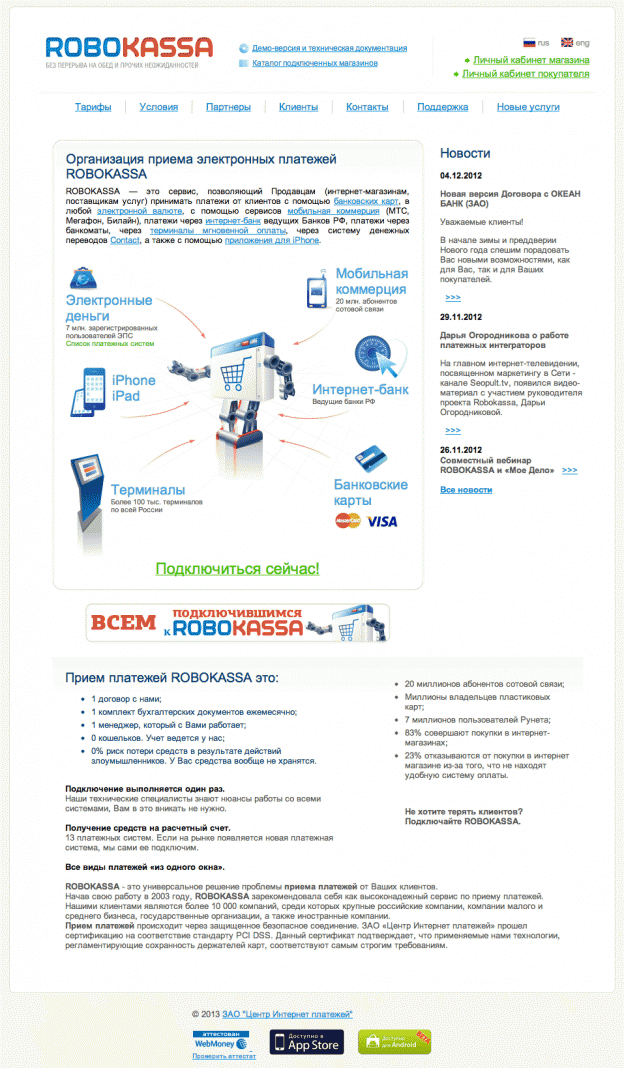 ROBOKASSA
БЕЗ ПЕРЕРЫВА НА ОБЕД И ПРОЧИХ НЕОЖИДАННОСТЕЙ
Демо-версия и техническая документация
Каталог подключенных магазинов
rus eng
Личный кабинет магазина
Личный кабинет покупателя
Тарифы Условия Партнеры Клиенты Контакты Поддержка Новые услуги
Организация приема электронных платежей
ROBOKASSA
ROBOKASSA — это сервис, позволяющий Продавцам (интернет-магазинам,
поставщикам услуг) принимать платежи от клиентов с помощью банковских карт, в
любой электронной валюте, с помощью сервисов мобильная коммерция (МТС,
Мегафон, Билайн), платежи через интернет-банк ведущих Банков РФ, платежи через
банкоматы, через терминалы мгновенной оплаты, через систему денежных
переводов Contact, а также с помощью приложения для iPhone.
Электронные
деньги
7 млн. зарегистрированных
пользователей ЭПС
Список платежных систем
Мобильная
коммерция
20 млн. абонентов
сотовой связи
iPhone
iPad
Интернет-банк
Ведущие банки РФ
Терминалы
Более 100 тыс. терминалов
по всей России
Банковские
карты
MasterCard VISA
Подключиться сейчас!
Новости
04.12.2012
Новая версия Договора с ОКЕАН
БАНК (ЗАО)
Уважаемые клиенты!
В начале зимы и преддверии
Нового года спешим порадовать
Вас новыми возможностями, как
для Вас, так и для Ваших
покупателей.
>>>
29.11.2012
Дарья Огородникова о работе
платежных интеграторов
На главном интернет-телевидении,
посвященном маркетингу в Сети -
канале Seopult.tv, появился видео-
материал с участием руководителя
проекта Robokassa, Дарьи
Огородниковой.
>>>
26.11.2012
Совместный вебинар
ROBOKASSA и «Мое Дело» >>>
Все новости
ВСЕМ подключившимся
к ROBOKASSA
Прием платежей ROBOKASSA это:
1 договор с нами;
1 комплект бухгалтерских документов ежемесячно;
1 менеджер, который с Вами работает;
0 кошельков. Учет ведется у нас;
0% риск потери средств в результате действий
злоумышленников. У Вас средства вообще не хранятся.
20 миллионов абонентов сотовой связи;
Миллионы владельцев пластиковых
карт;
7 миллионов пользователей Рунета;
83% совершают покупки в интернет-
магазинах;
23% отказываются от покупки в интернет
магазине из-за того, что не находят
удобную систему оплаты.
Подключение выполняется один раз.
Наши технические специалисты знают нюансы работы со всеми
системами, Вам в это вникать не нужно.
Не хотите терять клиентов?
Подключайте ROBOKASSA.
Получение средств на расчетный счет.
13 платежных систем. Если на рынке появляется новая платежная
система, мы сами ее подключим.
Все виды платежей «из одного окна».
ROBOKASSA - это универсальное решение проблемы приема платежей от Ваших клиентов.
Начав свою работу в 2003 году, ROBOKASSA зарекомендовала себя как высоконадежный сервис по приему платежей.
Нашими клиентами являются более 10 000 компаний, среди которых крупные российские компании, компании малого и
среднего бизнеса, государственные организации, а также иностранные компании.
Прием платежей происходит через защищенное безопасное соединение. ЗАО «Центр Интернет платежей» прошел
сертификацию на соответствие стандарту PCI DSS. Данный сертификат подтверждает, что применяемые нами технологии,
регламентирующие сохранность держателей карт, соответствуют самым строгим требованиям.
© 2013 ЗАО "Центр Интернет платежей"
аттестован
WebMoney
Проверить аттестат
Доступно в
App Store
Доступно
для Android
BETA